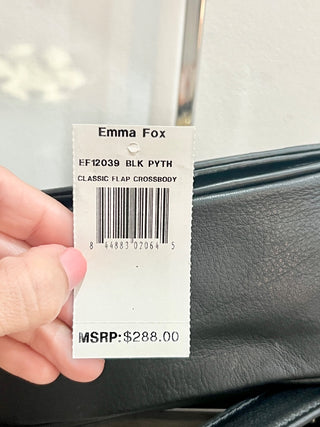 Emma Fox
EF12039 BLK PYTH
CLASSIC FLAP CROSSBODY
8 44883 02064 5
MSRP:$288.00